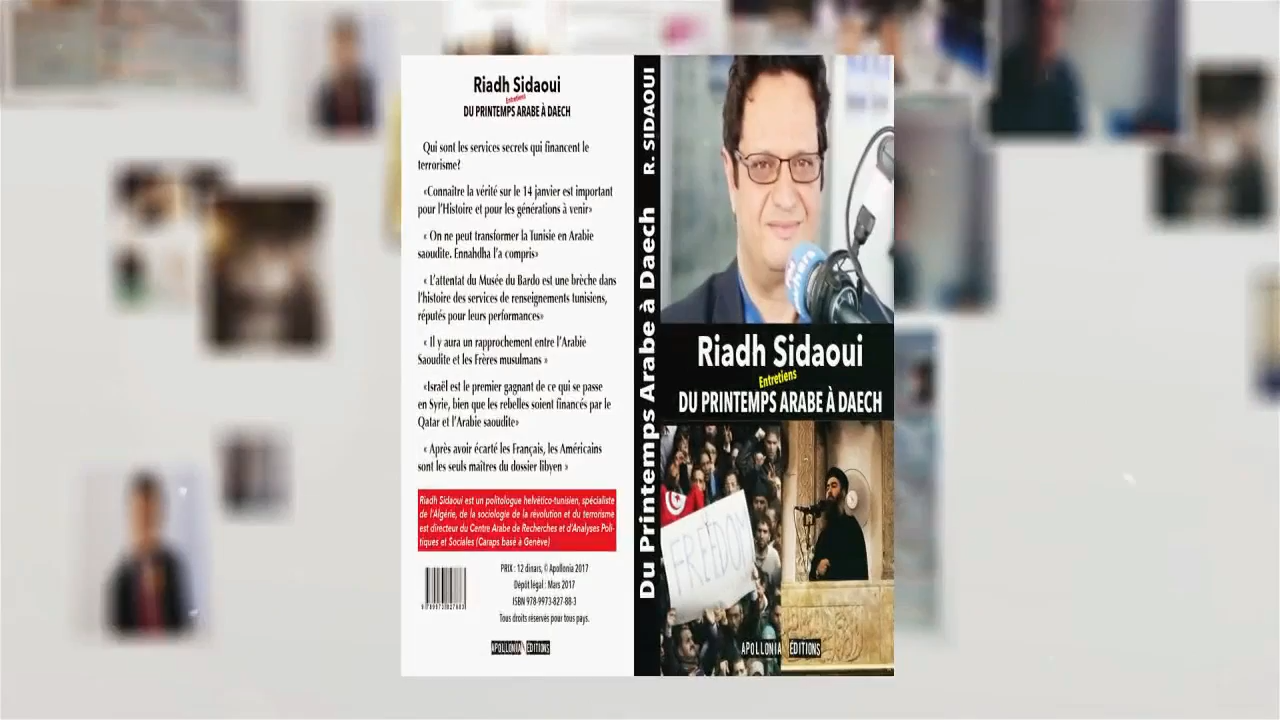 Riadh Sidaoui
Entretiens
DU PRINTEMPS ARABE À DAECH
Qui sont les services secrets qui financent le
terrorisme?
«Connaître la vérité sur le 14 janvier est important
pour l'Histoire et pour les générations à venir»
« On ne peut transformer la Tunisie en Arabie
saoudite. Ennahdha l'a compris»
« L'attentat du Musée du Bardo est une brèche dans
l'histoire des services de renseignements tunisiens,
réputés pour leurs performances»
« Il y aura un rapprochement entre l'Arabie
Saoudite et les Frères musulmans »
«Israël est le premier gagnant de ce qui se passe
en Syrie, bien que les rebelles soient financés par le
Qatar et l'Arabie saoudite»
« Après avoir écarté les Français, les Américains
sont les seuls maîtres du dossier libyen »
Riadh Sidaoui est un politologue helvético-tunisien, spécialiste
de l'Algérie, de la sociologie de la révolution et du terrorisme
est directeur du Centre Arabe de Recherches et d'Analyses Poli-
tiques et Sociales (Caraps basé à Genève)
PRIX : 12 dinars, © Apollonia 2017
Dépôt légal : Mars 2017
ISBN 978-9973-827-88-3
Tous droits réservés pour tous pays.
APOLLONIA ÉDITIONS
Du Printemps Arabe à Daech R. SIDAOUI
Riadh Sidaoui
Entretiens
DU PRINTEMPS ARABE À DAECH
FREEDOM
APOLLONIA ÉDITIONS